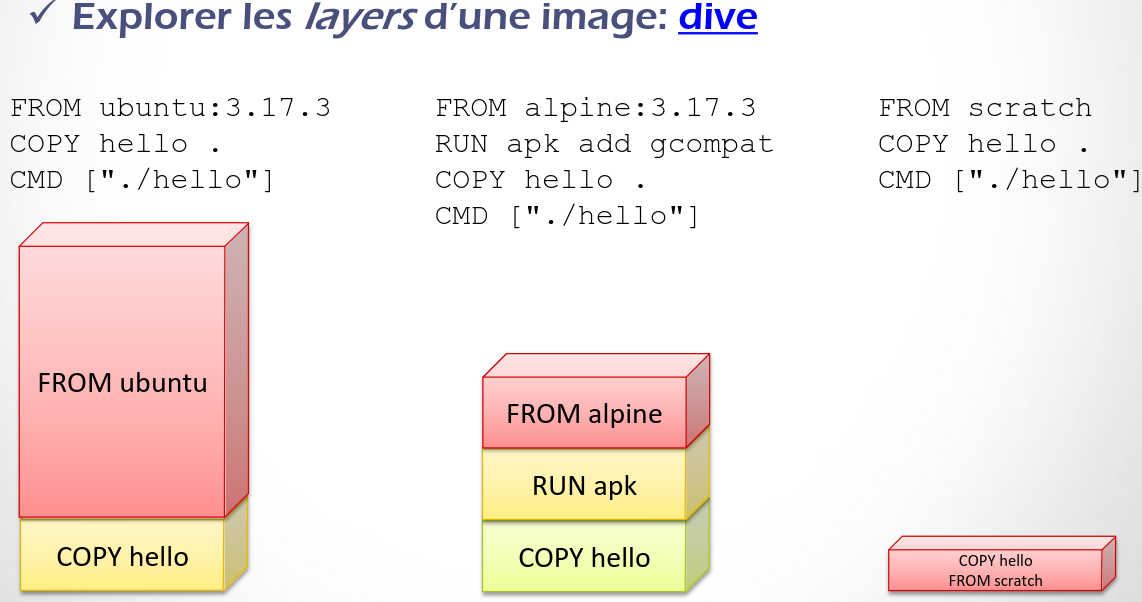 ✓ Explorer les layers d'une image: dive
FROM ubuntu:3.17.3
COPY hello .
CMD ["./hello"]
FROM alpine:3.17.3
RUN apk add gcompat
COPY hello .
CMD ["./hello"]
FROM scratch
COPY hello .
CMD ["./hello"]
FROM ubuntu
COPY hello
FROM alpine
RUN apk
COPY hello
COPY hello
FROM scratch